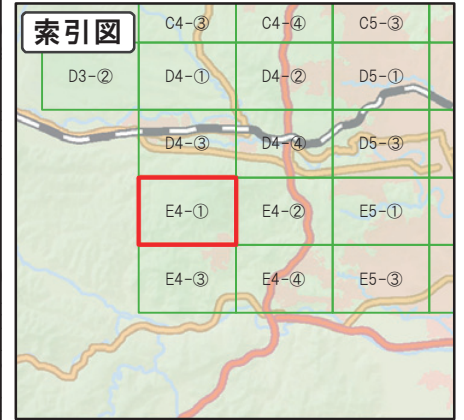 索引図
C4-③ C4-④ C5-③
D3-② D4-① D4-② D5-①
D4-③ D4-④ D5-③
E4-① E4-② E5-①
E4-③ E4-④ E5-③